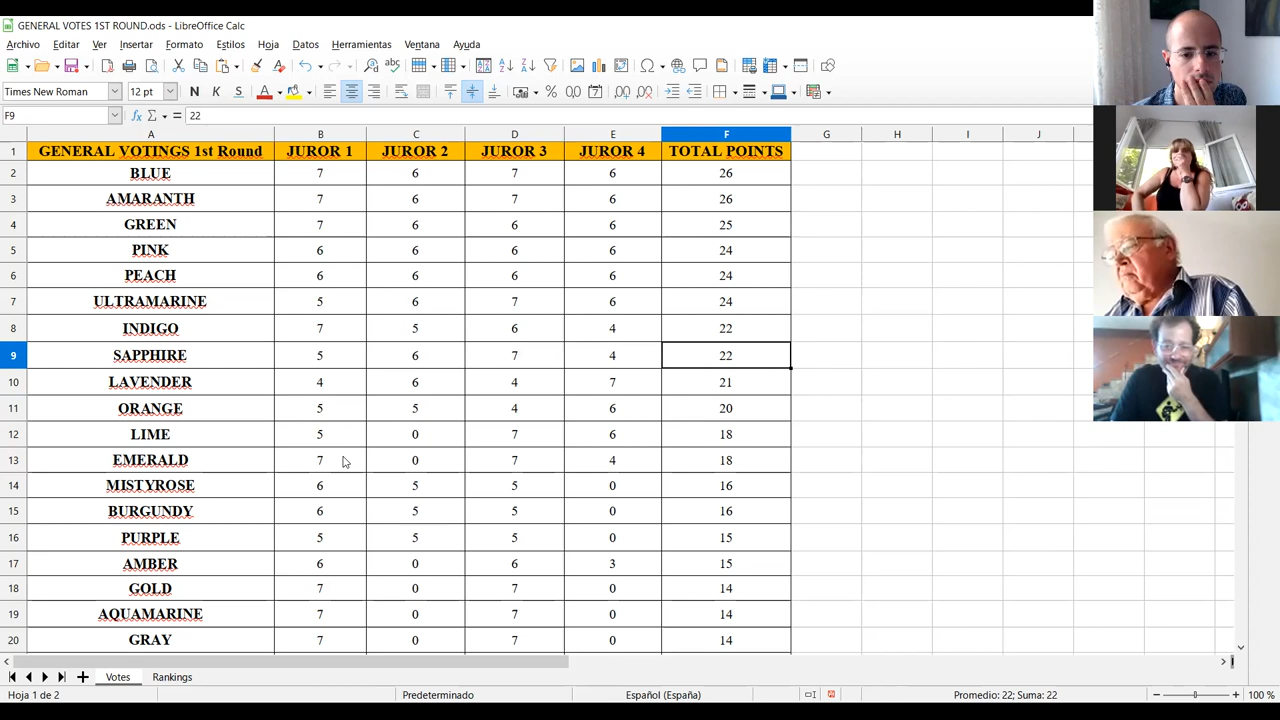 GENERAL VOTES 1ST ROUND.ods - LibreOffice Calc
Archivo Editar Ver Insertar Formato Estilos Hoja Datos Herramientas Ventana Ayuda
Times New Roman 12 pt N K S
F9 22
A B C D E F G H I J
1 GENERAL VOTINGS 1st Round JUROR 1 JUROR 2 JUROR 3 JUROR 4 TOTAL POINTS
2 BLUE 7 6 7 6 26
3 AMARANTH 7 6 7 6 26
4 GREEN 7 6 6 6 25
5 PINK 6 6 6 6 24
6 PEACH 6 6 6 6 24
7 ULTRAMARINE 5 6 7 6 24
8 INDIGO 7 5 6 4 22
9 SAPPHIRE 5 6 7 4 22
10 LAVENDER 4 6 4 7 21
11 ORANGE 5 5 4 6 20
12 LIME 5 0 7 6 18
13 EMERALD 7 0 7 4 18
14 MISTYROSE 6 5 5 0 16
15 BURGUNDY 6 5 5 0 16
16 PURPLE 5 5 5 0 15
17 AMBER 6 0 6 3 15
18 GOLD 7 0 7 0 14
19 AQUAMARINE 7 0 7 0 14
20 GRAY 7 0 7 0 14
Votes Rankings
Hoja 1 de 2 Predeterminado Español (España) Promedio: 22; Suma: 22 100 %